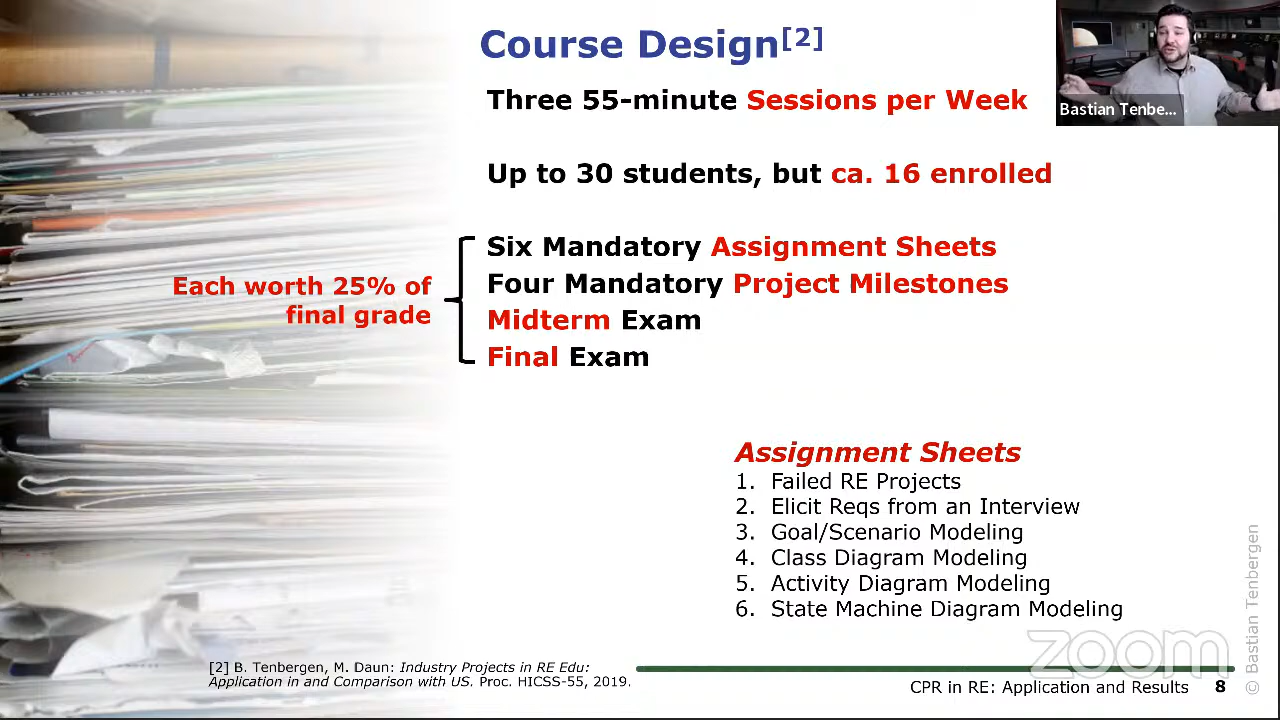 Course Design[2]
Three 55-minute Sessions per Week
Bastian Tenbe...
Up to 30 students, but ca. 16 enrolled
Each worth 25% of
final grade
Six Mandatory Assignment Sheets
Four Mandatory Project Milestones
Midterm Exam
Final Exam
Assignment Sheets
1. Failed RE Projects
2. Elicit Reqs from an Interview
3. Goal/Scenario Modeling
4. Class Diagram Modeling
5. Activity Diagram Modeling
6. State Machine Diagram Modeling
© Bastian Tenbergen
zoom
[2] B. Tenbergen, M. Daun: Industry Projects in RE Edu:
Application in and Comparison with US. Proc. HICSS-55, 2019.
CPR in RE: Application and Results 8